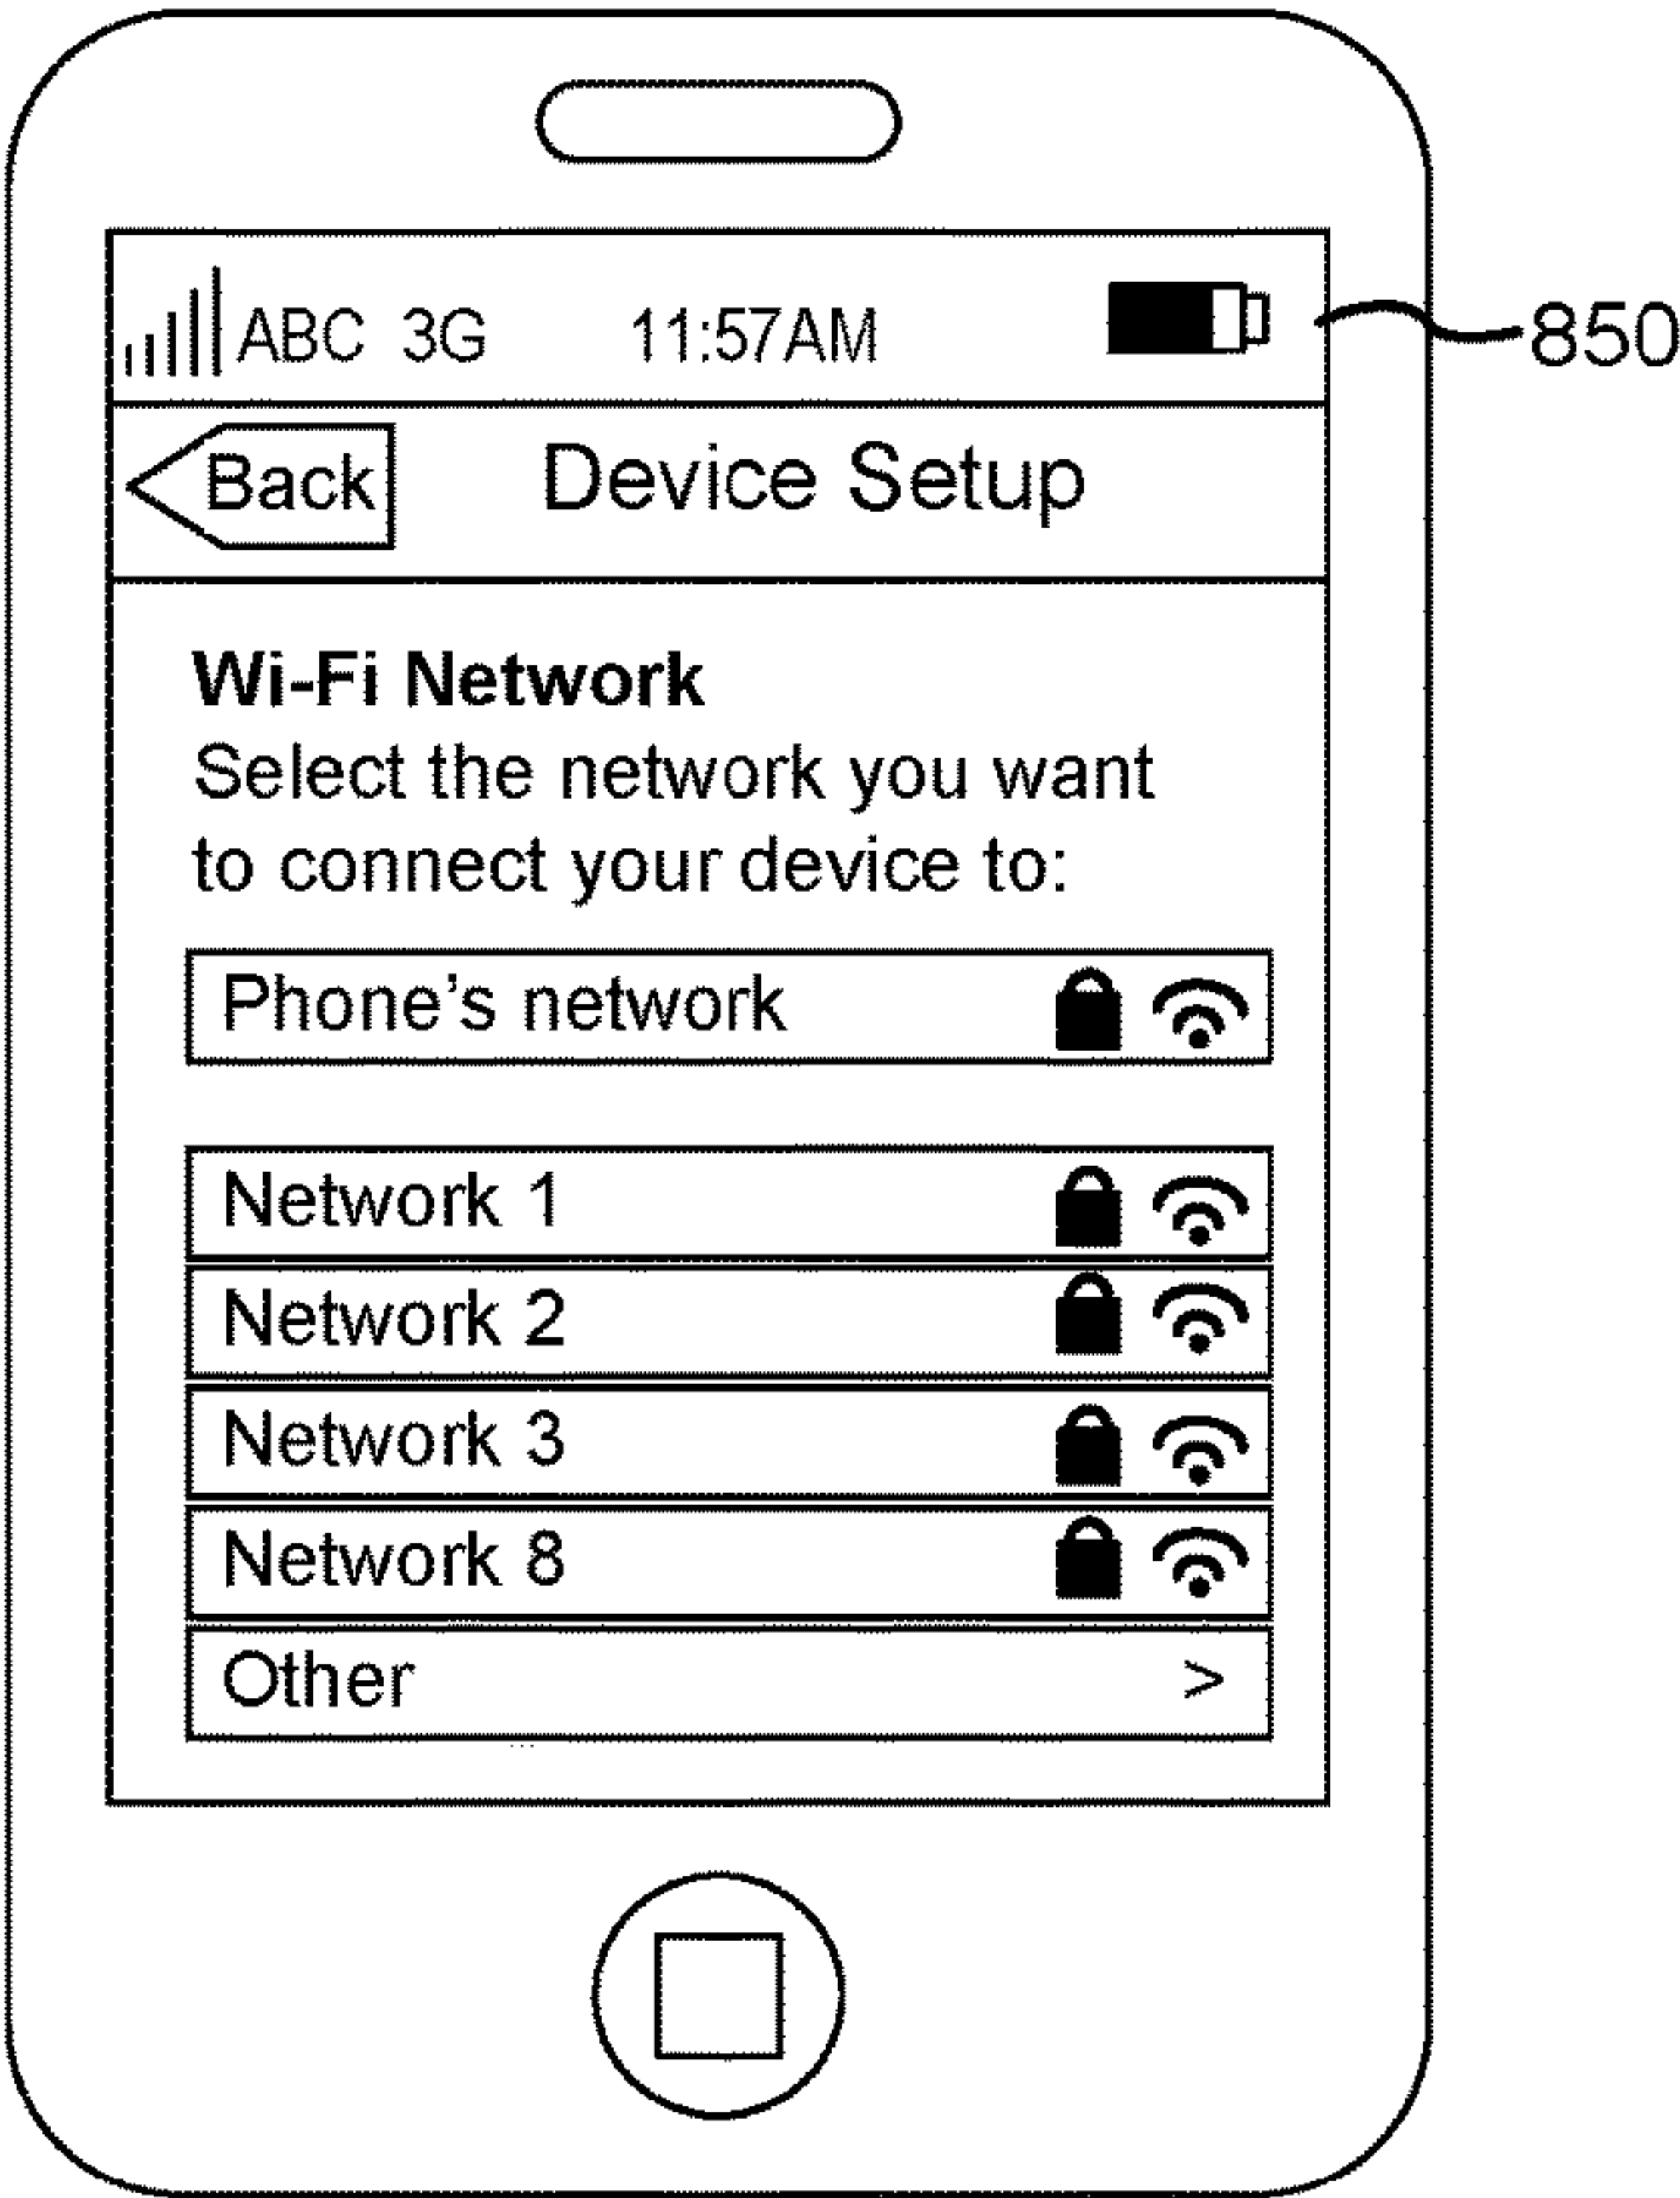 ABC 3G 11:57AM
850
Back Device Setup
Wi-Fi Network
Select the network you want
to connect your device to:
Phone's network
Network 1
Network 2
Network 3
Network 8
Other >